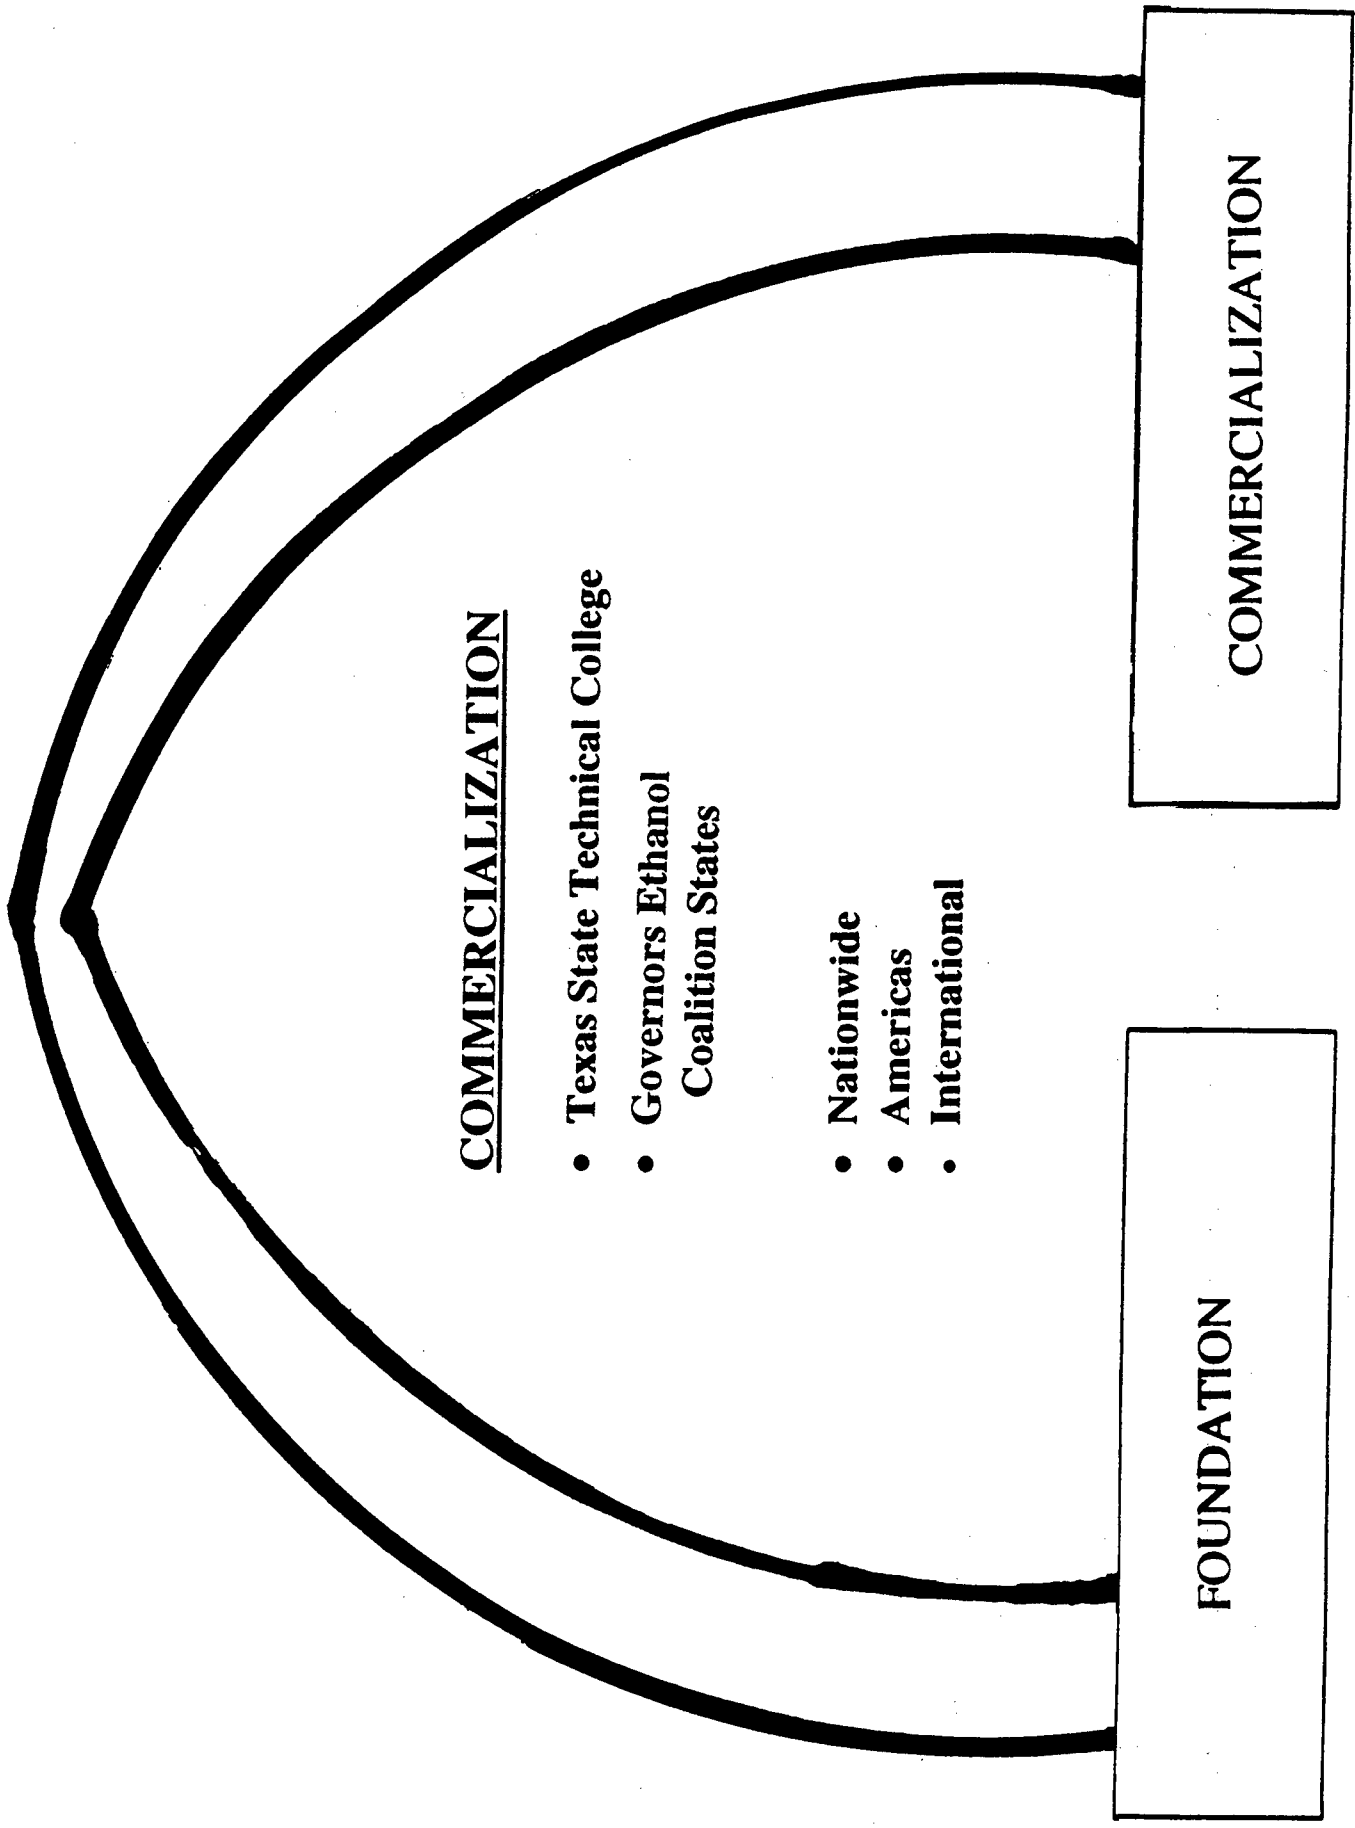 COMMERCIALIZATION
• Texas State Technical College
• Governors Ethanol
Coalition States
• Nationwide
• Americas
• International
FOUNDATION
COMMERCIALIZATION